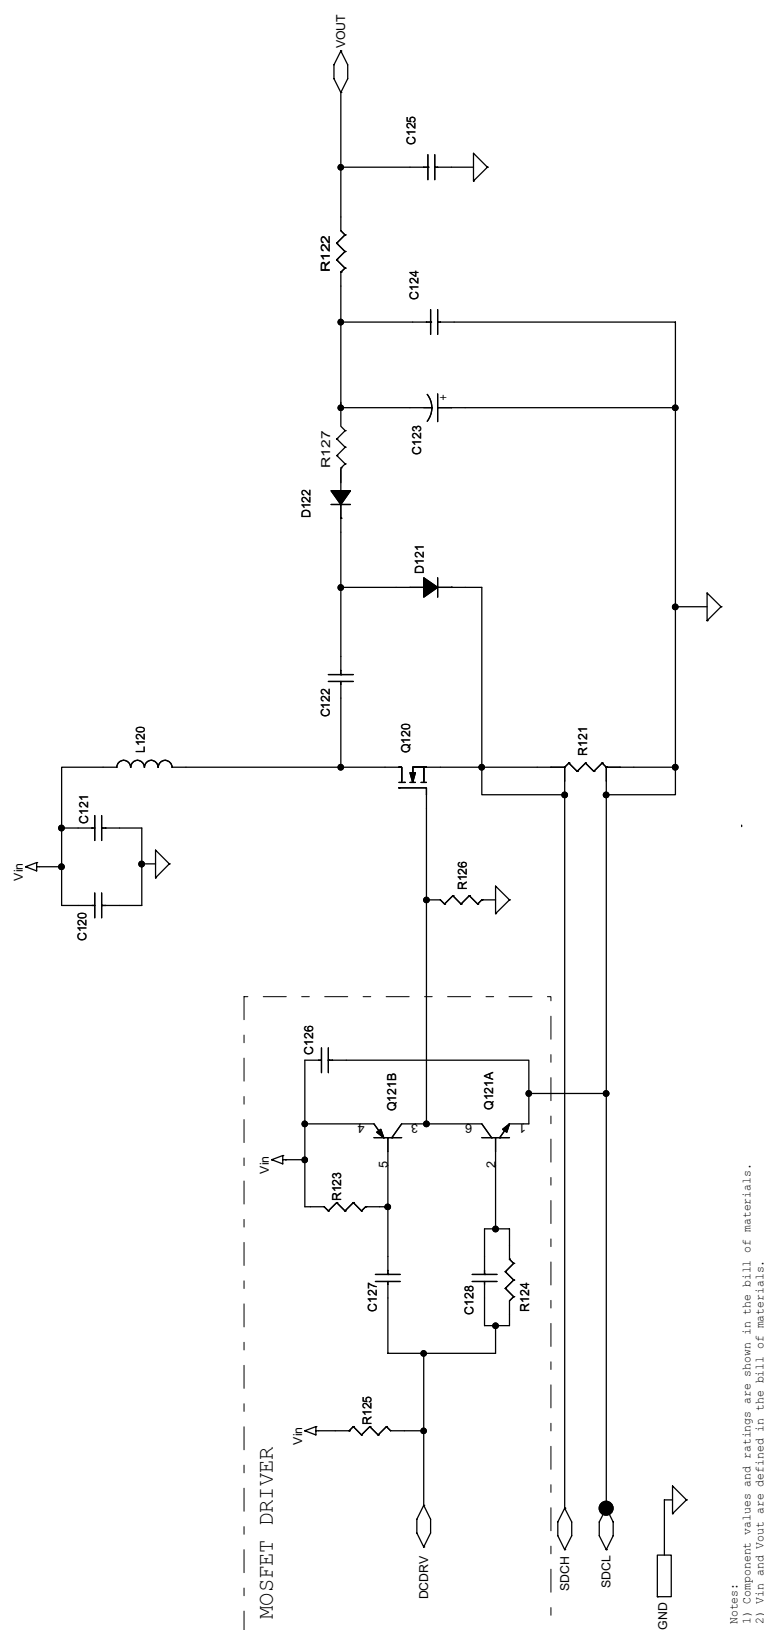 VOUT
C125
R122
C124
R127
C123
D122
D121
C122
L120
Q120
R121
C121
Vin
C120
R126
C126
Q121B
Q121A
4
3
6
1
Vin
5
2
R123
C127
C128
R124
Vin
R125
MOSFET DRIVER
DCDRV
SDCH
SDCL
GND
+
Notes:
1) Component values and ratings are shown in the bill of materials.
2) Vin and Vout are defined in the bill of materials.